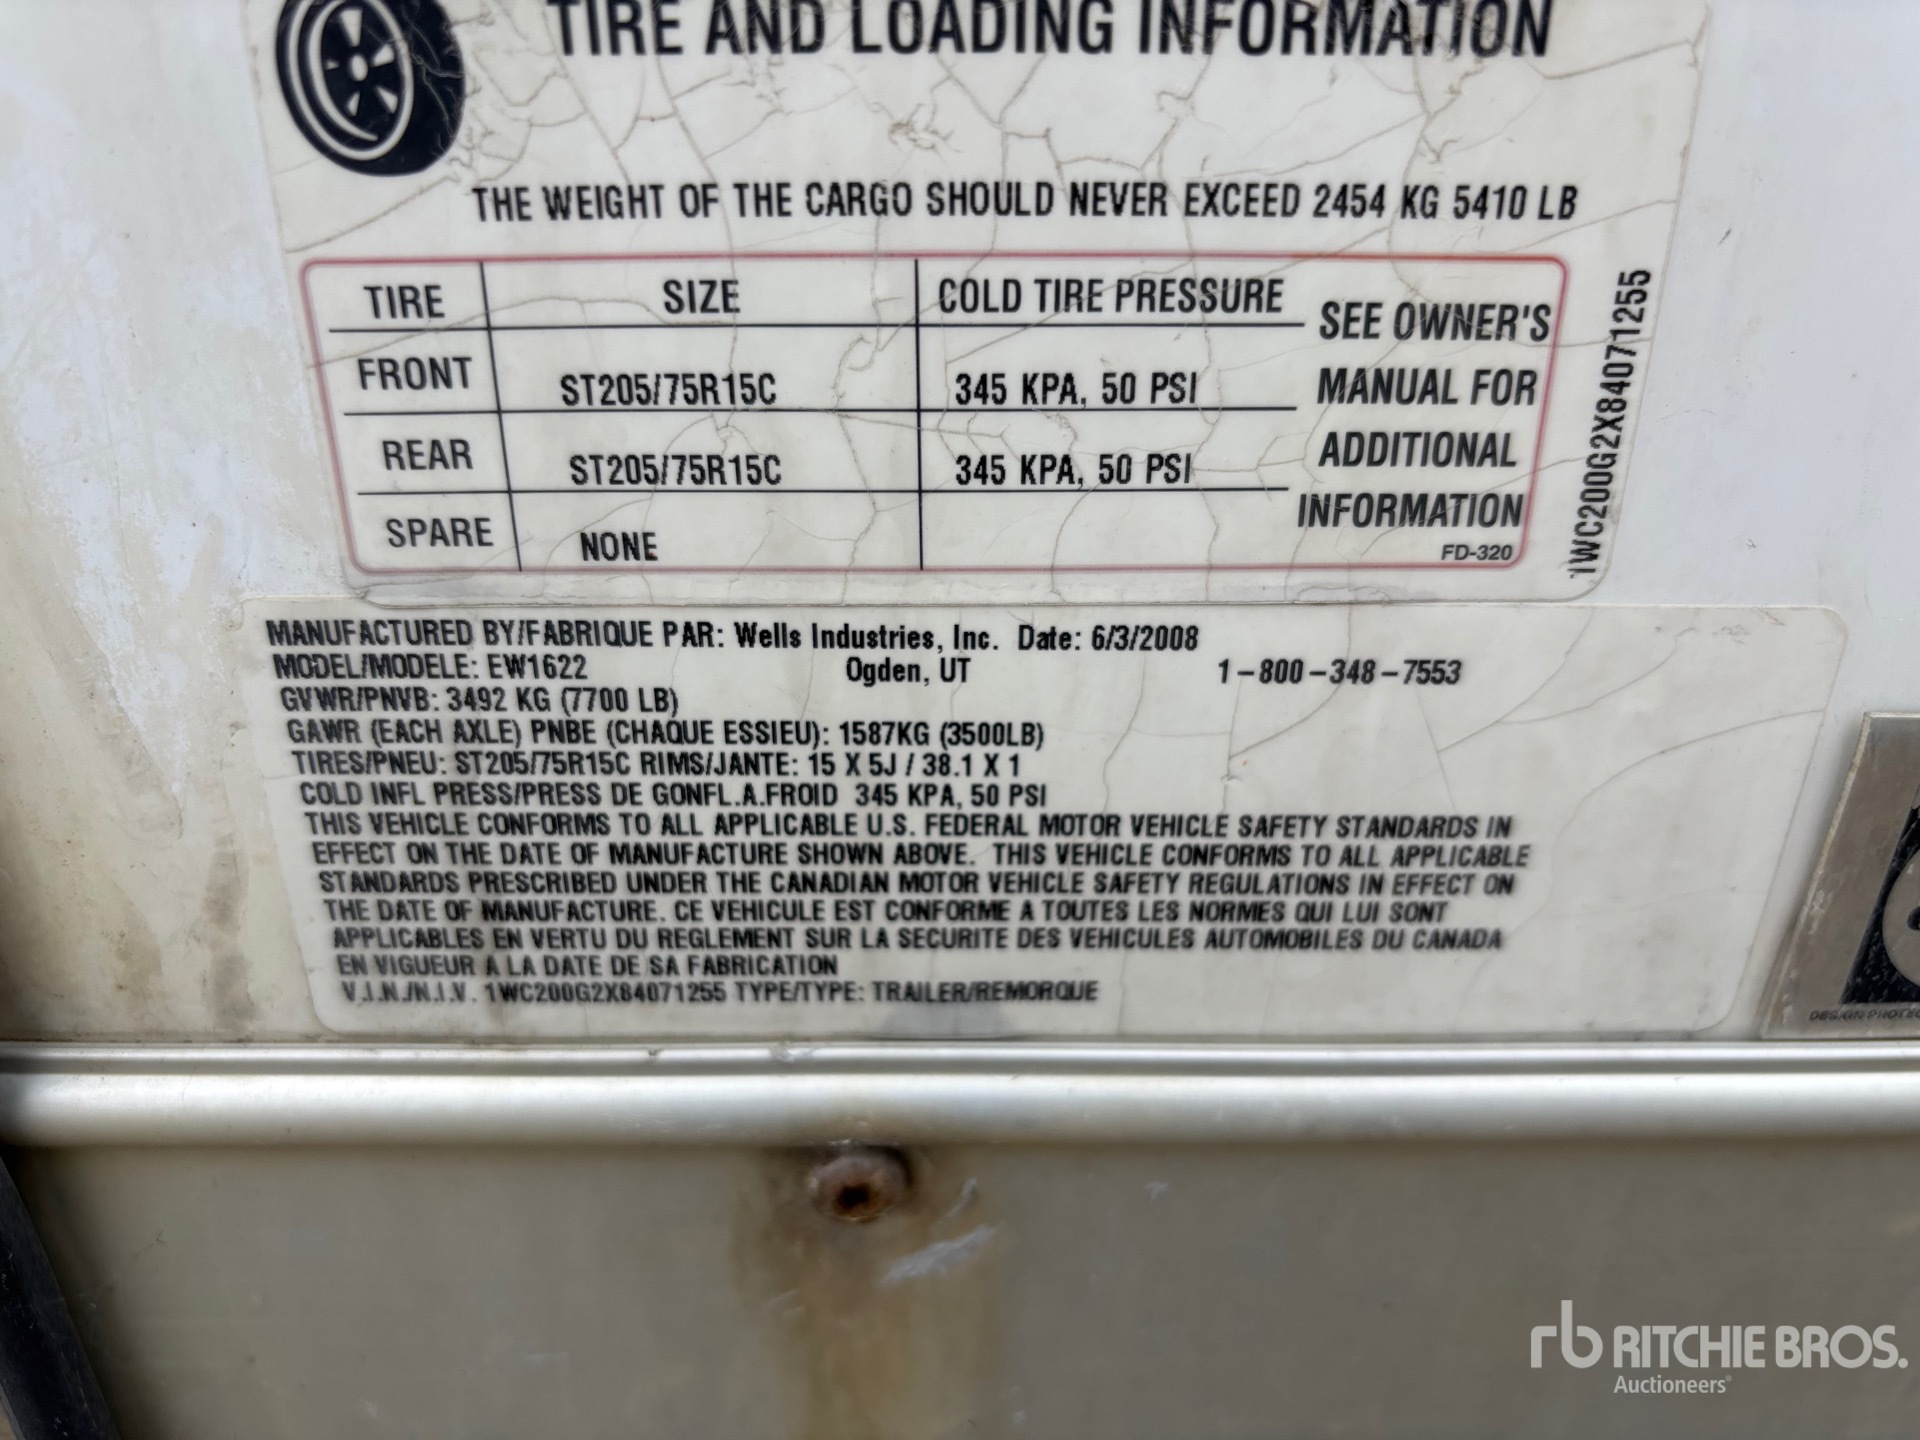 TIRE AND LOADING INFORMATION
THE WEIGHT OF THE CARGO SHOULD NEVER EXCEED 2454 KG 5410 LB
TIRE SIZE COLD TIRE PRESSURE
FRONT ST205/75R15C 345 KPA, 50 PSI
REAR ST205/75R15C 345 KPA, 50 PSI
SPARE NONE
SEE OWNER'S
MANUAL FOR
ADDITIONAL
INFORMATION
FD-320
1WC200G2X84071255
MANUFACTURED BY/FABRIQUE PAR: Wells Industries, Inc. Date: 6/3/2008
MODEL/MODELE: EW1622 Ogden, UT 1-800-348-7553
GVWR/PNVB: 3492 KG (7700 LB)
GAWR (EACH AXLE) PNBE (CHAQUE ESSIEU): 1587KG (3500LB)
TIRES/PNEU: ST205/75R15C RIMS/JANTE: 15 X 5J / 38.1 X 1
COLD INFL PRESS/PRESS DE GONFL.A.FROID 345 KPA, 50 PSI
THIS VEHICLE CONFORMS TO ALL APPLICABLE U.S. FEDERAL MOTOR VEHICLE SAFETY STANDARDS IN
EFFECT ON THE DATE OF MANUFACTURE SHOWN ABOVE. THIS VEHICLE CONFORMS TO ALL APPLICABLE
STANDARDS PRESCRIBED UNDER THE CANADIAN MOTOR VEHICLE SAFETY REGULATIONS IN EFFECT ON
THE DATE OF MANUFACTURE. CE VEHICULE EST CONFORME A TOUTES LES NORMES QUI LUI SONT
APPLICABLES EN VERTU DU REGLEMENT SUR LA SECURITE DES VEHICULES AUTOMOBILES DU CANADA
EN VIGUEUR A LA DATE DE SA FABRICATION
V.I.N./N.I.V. 1WC200G2X84071255 TYPE/TYPE: TRAILER/REMORQUE
DESIGN
rb RITCHIE BROS.
Auctioneers